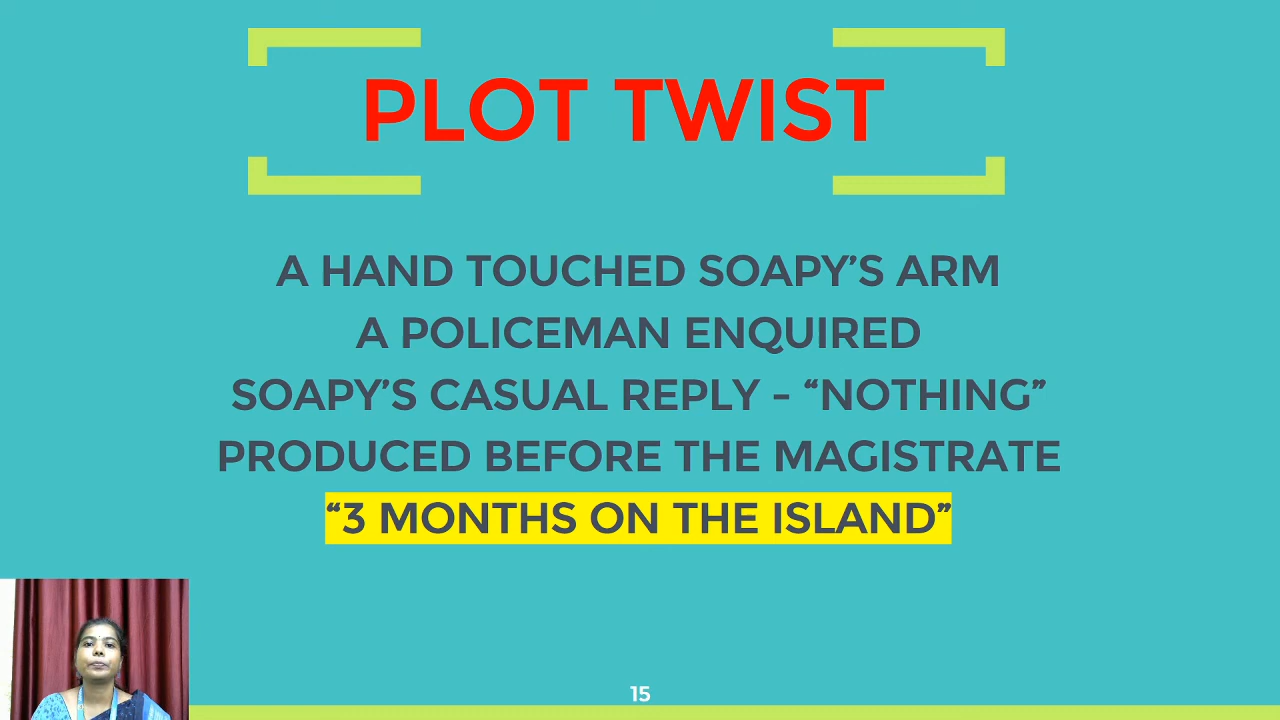 PLOT TWIST
A HAND TOUCHED SOAPY’S ARM
A POLICEMAN ENQUIRED
SOAPY’S CASUAL REPLY – “NOTHING”
PRODUCED BEFORE THE MAGISTRATE
“3 MONTHS ON THE ISLAND”
15